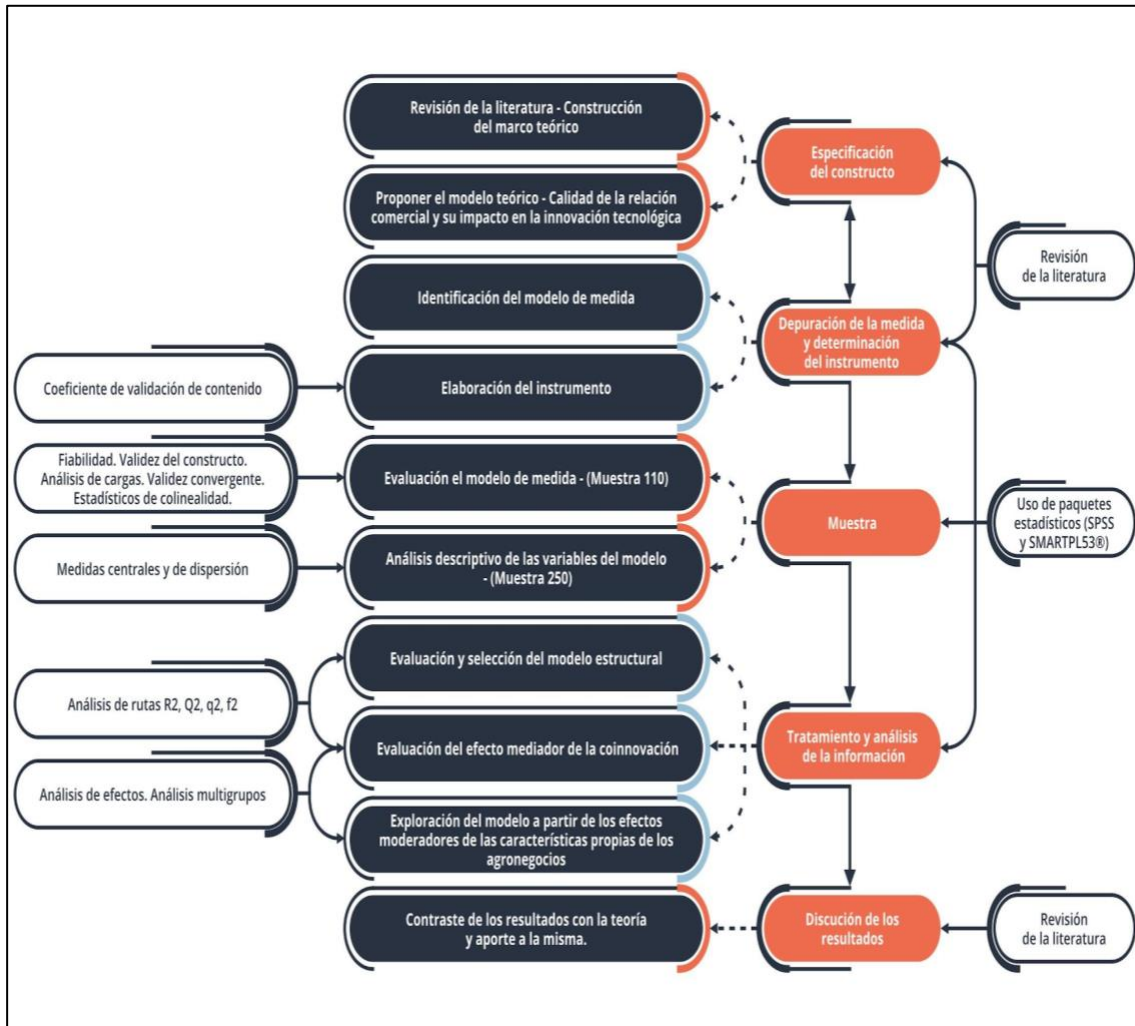 Revisión de la literatura - Construcción
del marco teórico
Proponer el modelo teórico - Calidad de la relación
comercial y su impacto en la innovación tecnológica
Identificación del modelo de medida
Elaboración del instrumento
Evaluación el modelo de medida - (Muestra 110)
Análisis descriptivo de las variables del modelo
- (Muestra 250)
Evaluación y selección del modelo estructural
Evaluación del efecto mediador de la coinnovación
Exploración del modelo a partir de los efectos
moderadores de las características propias de los
agronegocios
Contraste de los resultados con la teoría
y aporte a la misma.
Coeficiente de validación de contenido
Fiabilidad. Validez del constructo.
Análisis de cargas. Validez convergente.
Estadísticos de colinealidad.
Medidas centrales y de dispersión
Análisis de rutas R2, Q2, q2, f2
Análisis de efectos. Análisis multigrupos
Especificación
del constructo
Depuración de la medida
y determinación
del instrumento
Muestra
Tratamiento y análisis
de la información
Discución de los
resultados
Revisión
de la literatura
Uso de paquetes
estadísticos (SPSS
y SMARTPL53®)
Revisión
de la literatura